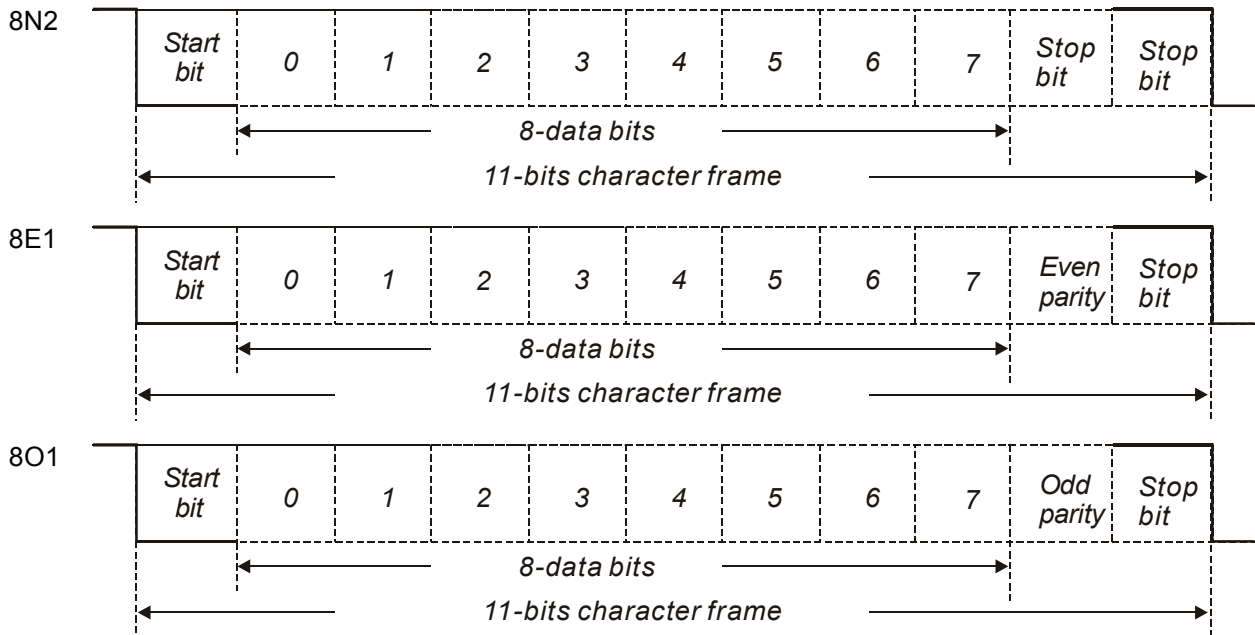 8N2
Start bit 0 1 2 3 4 5 6 7 Stop bit Stop bit
8-data bits
11-bits character frame
8E1
Start bit 0 1 2 3 4 5 6 7 Even parity Stop bit
8-data bits
11-bits character frame
8O1
Start bit 0 1 2 3 4 5 6 7 Odd parity Stop bit
8-data bits
11-bits character frame